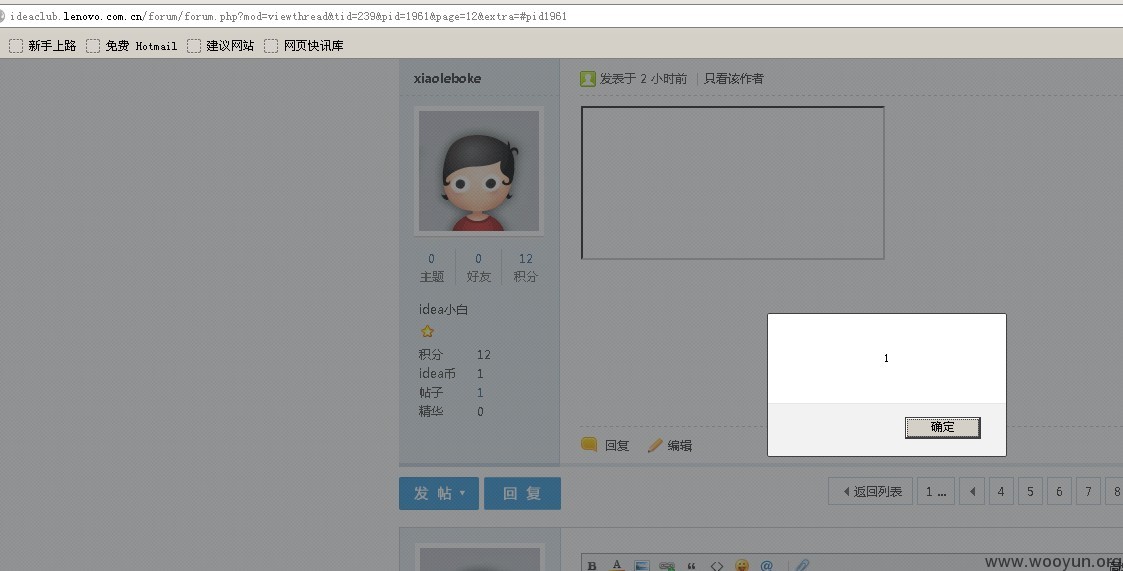 ideaclub.lenovo.com.cn/forum/forum.php?mod=viewthread&tid=239&pid=1961&page=12&extra=#pid1961
新手上路 免费 Hotmail 建议网站 网页快讯库
xiaoleboke 发表于 2 小时前 只看该作者
0 0 12
主题 好友 积分
idea小白
积分 12
idea币 1
帖子 1
精华 0
1
确定
回复 编辑
发 帖 回 复
返回列表 1 ... 4 5 6 7 8
B A “ <> @
www.wooyun.org